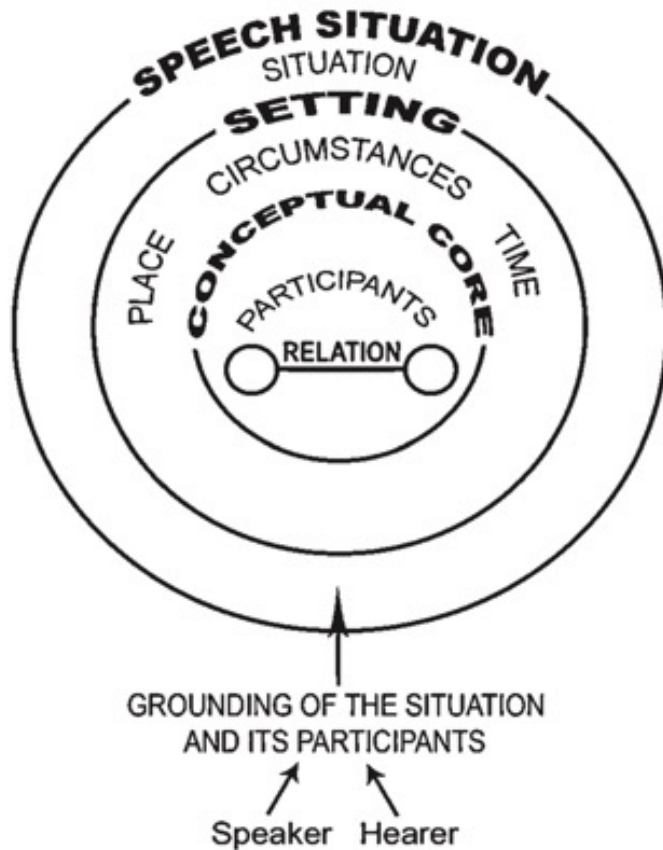 SPEECH SITUATION
SITUATION
SETTING
CIRCUMSTANCES
PLACE
TIME
CONCEPTUAL CORE
PARTICIPANTS
RELATION
GROUNDING OF THE SITUATION
AND ITS PARTICIPANTS
Speaker Hearer